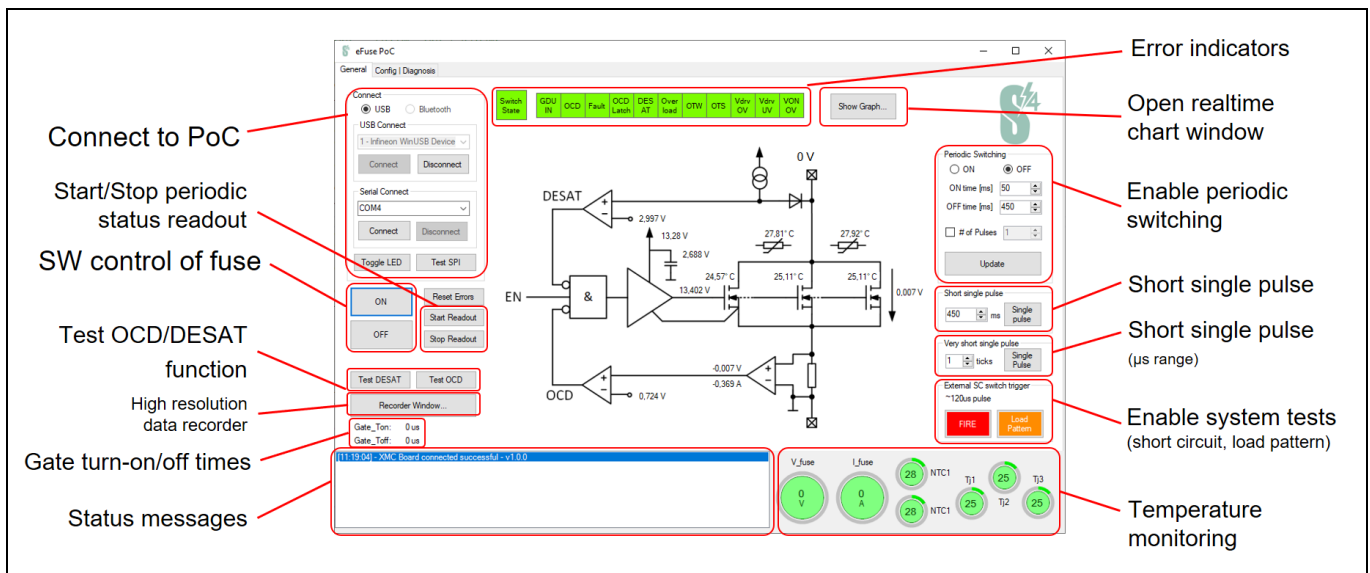 Connect to PoC
Start/Stop periodic
status readout
SW control of fuse
Test OCD/DESAT
function
High resolution
data recorder
Gate turn-on/off times
Status messages
eFuse PoC
General
Config | Diagnosis
Connect
USB
Bluetooth
USB Connect
1 - Infineon WinUSB Device
Connect
Disconnect
Serial Connect
COM4
Connect
Disconnect
Toggle LED
Test SPI
ON
OFF
Reset Errors
Start Readout
Stop Readout
Test DESAT
Test OCD
Recorder Window...
Gate_Ton: 0 us
Gate_Toff: 0 us
[11:19:04] - XMC Board connected successful - v1.0.0
Switch
State
GDU
IN
OCD
Fault
OCD
Latch
DES
AT
Over
load
OTW
OTS
Vdrv
OV
Vdrv
UV
VON
OV
Show Graph...
S/4
0 V
DESAT
+
−
2,997 V
13,28 V
2,688 V
27,81° C
27,92° C
24,57° C
25,11° C
25,11° C
EN
&
13,402 V
0,007 V
-0,007 V
-0,369 A
+
−
+
−
OCD
0,724 V
Periodic Switching
ON
OFF
ON time [ms]
50
OFF time [ms]
450
# of Pulses
1
Update
Short single pulse
450
ms
Single
pulse
Very short single pulse
1
ticks
Single
Pulse
External SC switch trigger
~120us pulse
FIRE
Load
Pattern
V_fuse
0
V
I_fuse
0
A
28
NTC1
28
NTC1
Tj1
25
25
Tj2
Tj3
25
Error indicators
Open realtime
chart window
Enable periodic
switching
Short single pulse
Short single pulse
(µs range)
Enable system tests
(short circuit, load pattern)
Temperature
monitoring